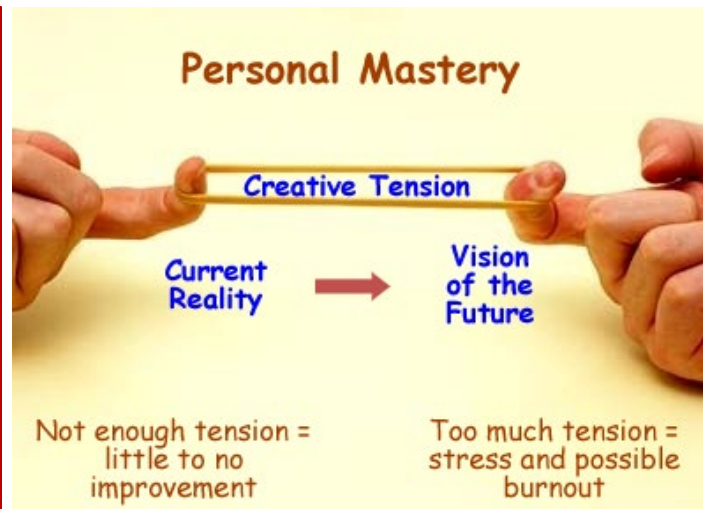 Personal Mastery
Creative Tension
Current
Reality
Vision
of the
Future
Not enough tension =
little to no
improvement
Too much tension =
stress and possible
burnout